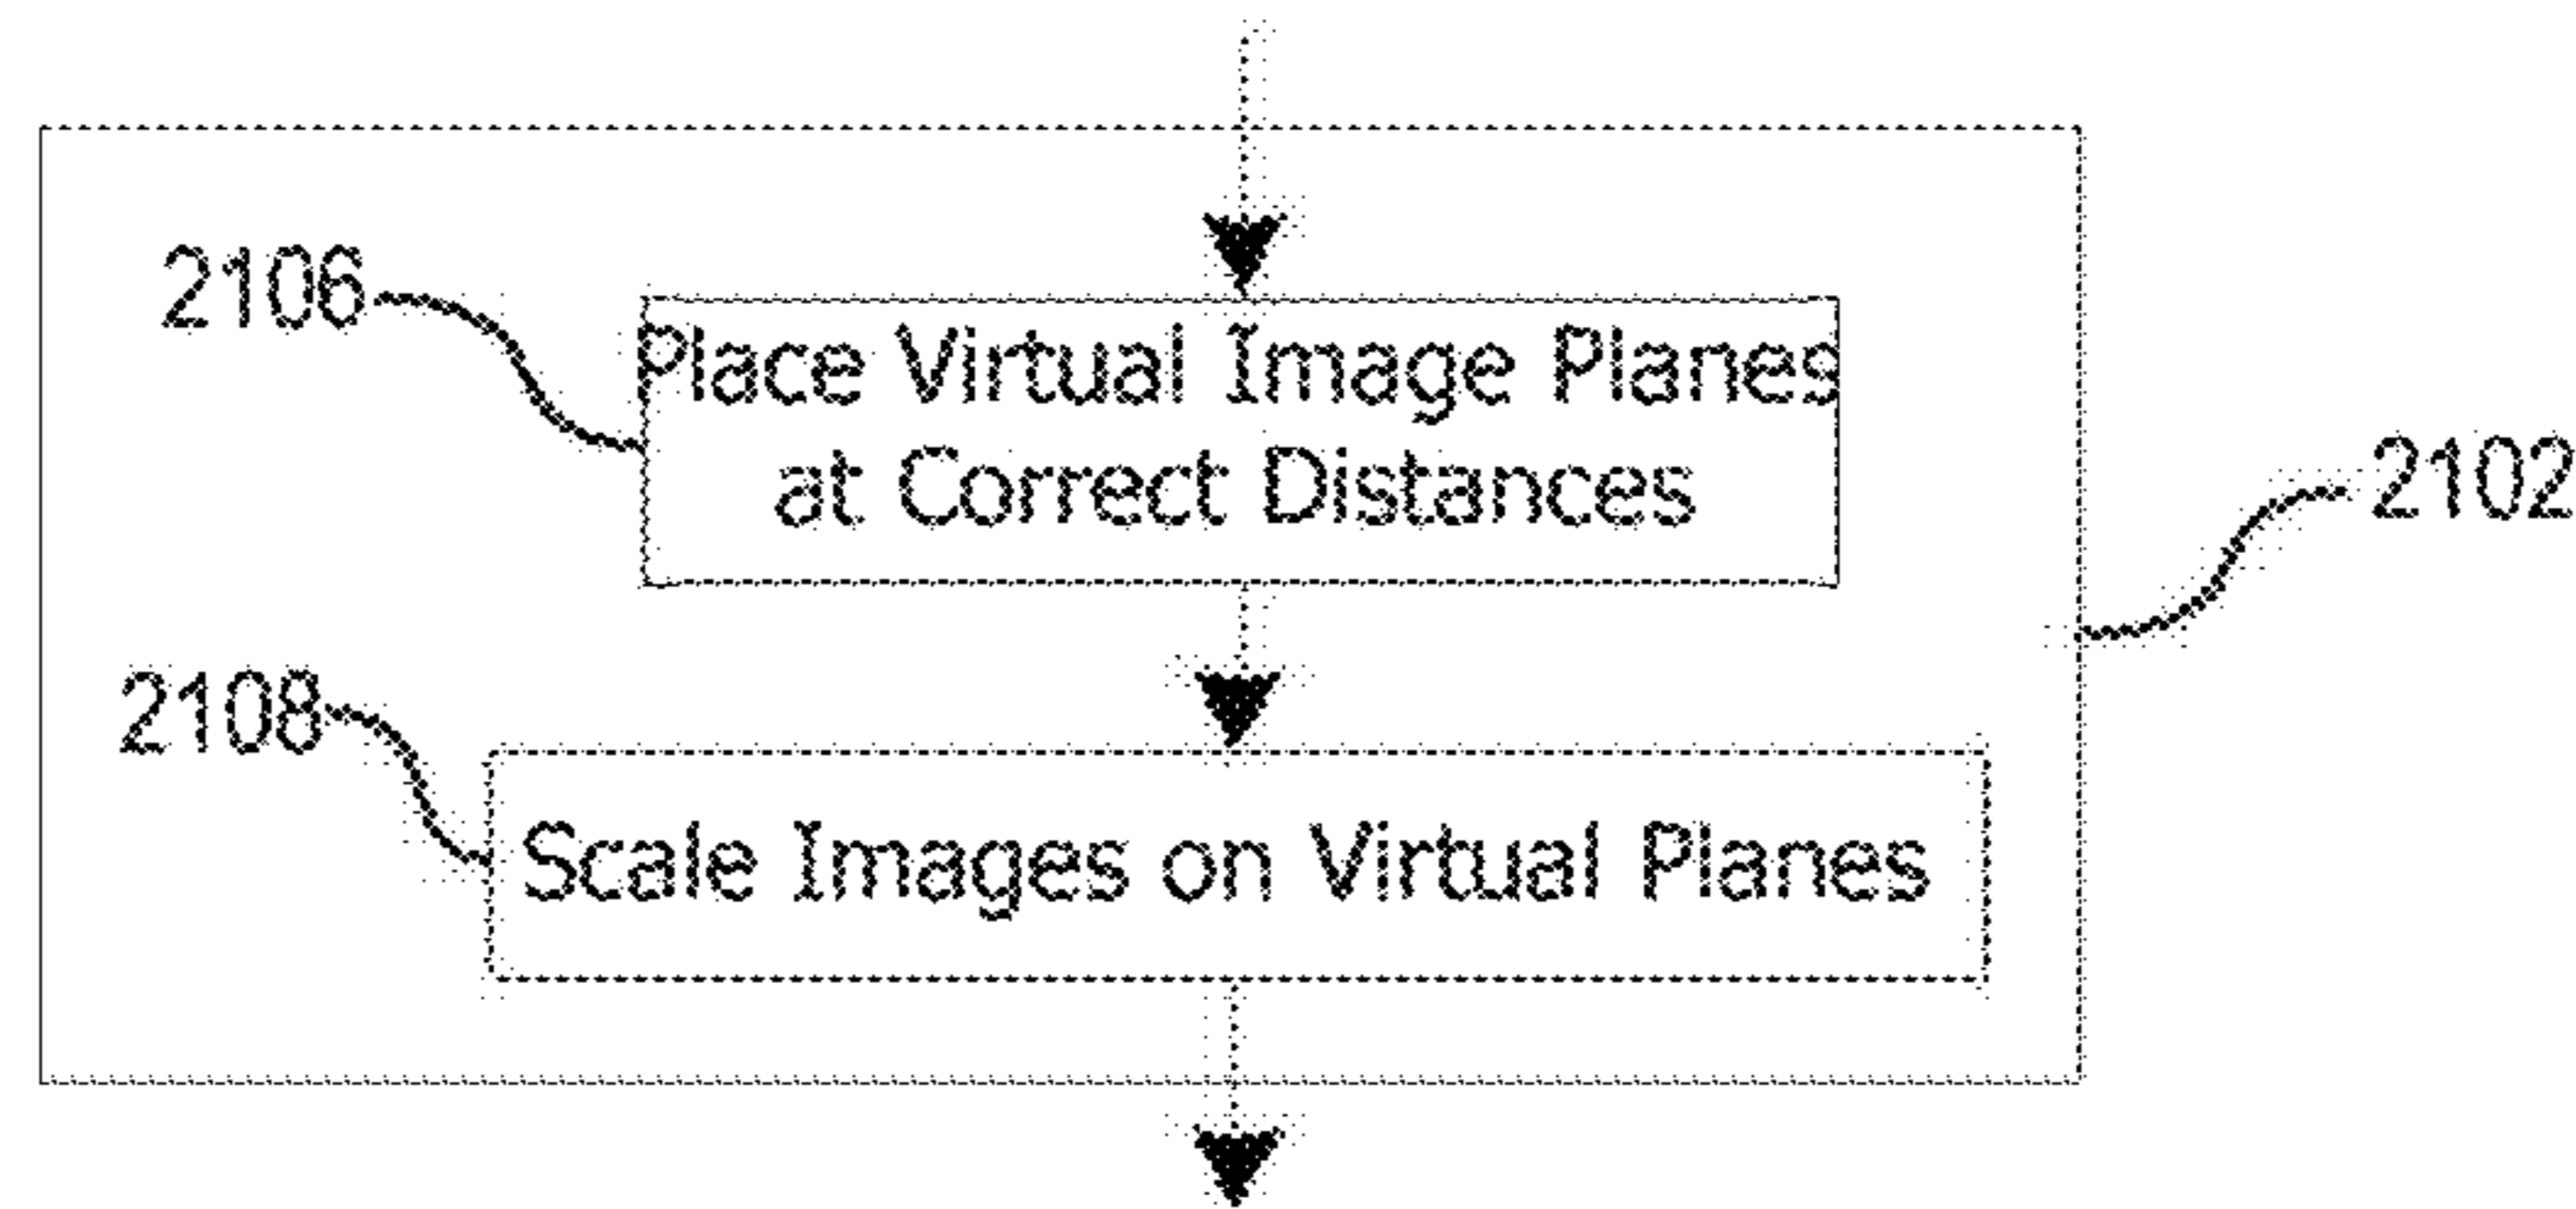 2106
Place Virtual Image Planes
at Correct Distances
2102
2108
Scale Images on Virtual Planes